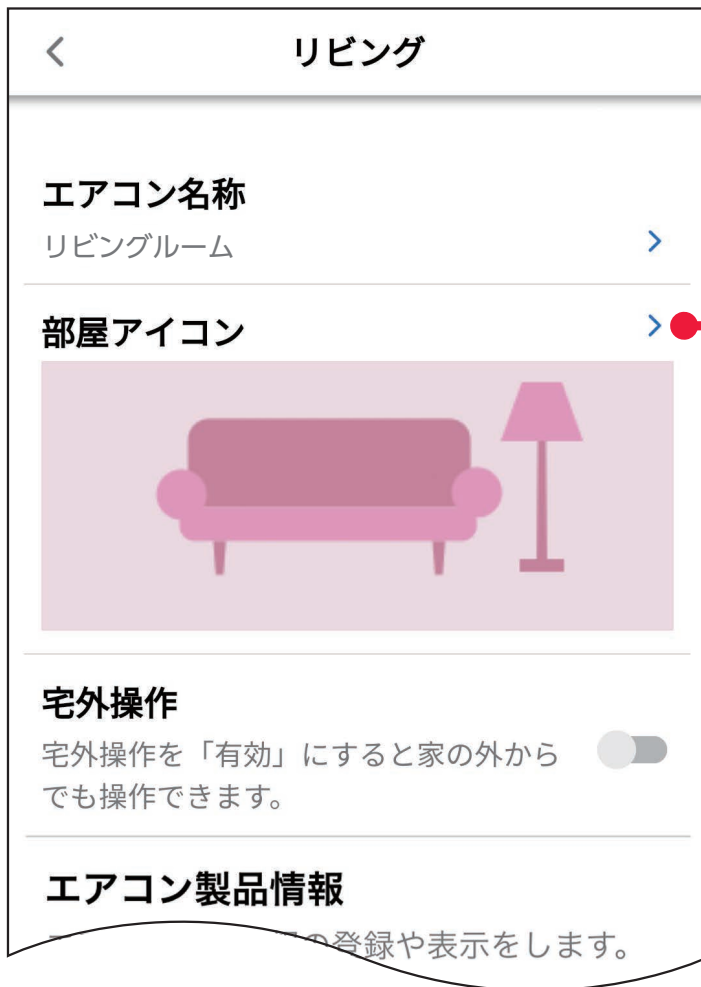 リビング
エアコン名称
リビングルーム
部屋アイコン
宅外操作
宅外操作を「有効」にすると家の外から
でも操作できます。
エアコン製品情報
の登録や表示をします。